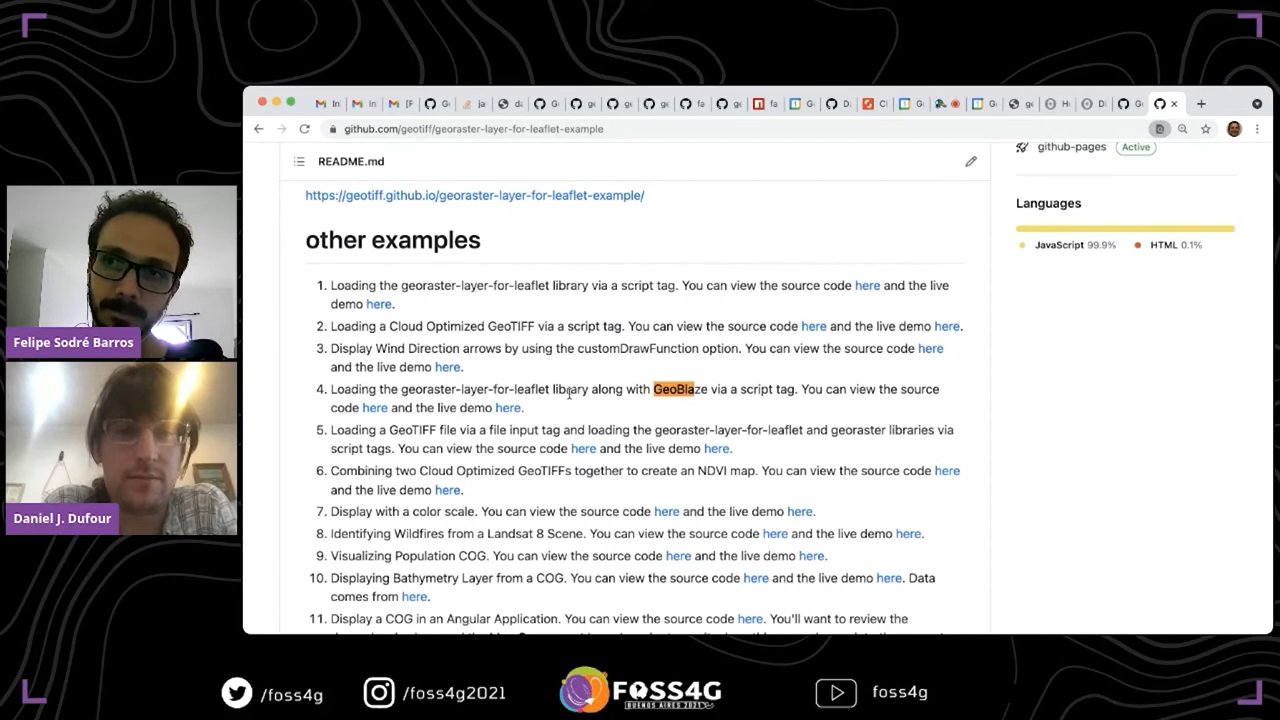 github.com/geotiff/georaster-layer-for-leaflet-example
README.md
https://geotiff.github.io/georaster-layer-for-leaflet-example/
other examples
1. Loading the georaster-layer-for-leaflet library via a script tag. You can view the source code here and the live
demo here.
2. Loading a Cloud Optimized GeoTIFF via a script tag. You can view the source code here and the live demo here.
3. Display Wind Direction arrows by using the customDrawFunction option. You can view the source code here
and the live demo here.
4. Loading the georaster-layer-for-leaflet library along with GeoBlaze via a script tag. You can view the source
code here and the live demo here.
5. Loading a GeoTIFF file via a file input tag and loading the georaster-layer-for-leaflet and georaster libraries via
script tags. You can view the source code here and the live demo here.
6. Combining two Cloud Optimized GeoTIFFs together to create an NDVI map. You can view the source code here
and the live demo here.
7. Display with a color scale. You can view the source code here and the live demo here.
8. Identifying Wildfires from a Landsat 8 Scene. You can view the source code here and the live demo here.
9. Visualizing Population COG. You can view the source code here and the live demo here.
10. Displaying Bathymetry Layer from a COG. You can view the source code here and the live demo here. Data
comes from here.
11. Display a COG in an Angular Application. You can view the source code here. You'll want to review the
github-pages Active
Languages
JavaScript 99.9% HTML 0.1%
Felipe Sodré Barros
Daniel J. Dufour
/foss4g
/foss4g2021
FOSS4G
BUENOS AIRES 2021
foss4g